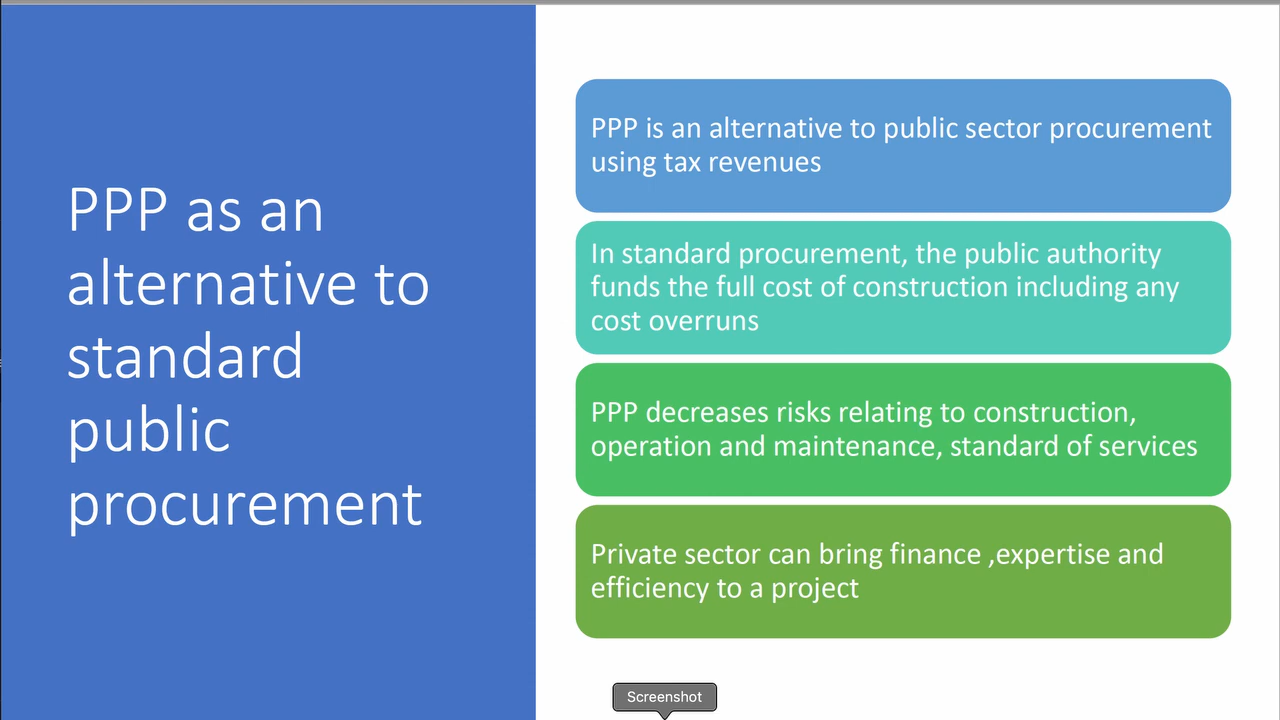 PPP as an
alternative to
standard
public
procurement
PPP is an alternative to public sector procurement
using tax revenues
In standard procurement, the public authority
funds the full cost of construction including any
cost overruns
PPP decreases risks relating to construction,
operation and maintenance, standard of services
Private sector can bring finance ,expertise and
efficiency to a project
Screenshot